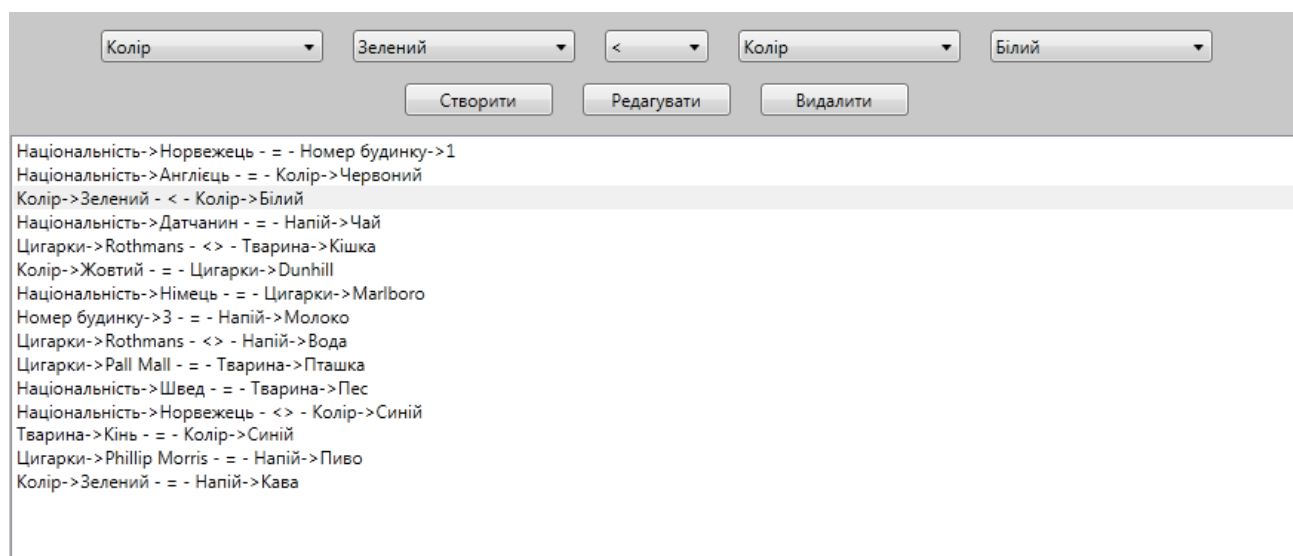 Колір Зелений < Колір Білий
Створити Редагувати Видалити
Національність->Норвежець - = - Номер будинку->1
Національність->Англієць - = - Колір->Червоний
Колір->Зелений - < - Колір->Білий
Національність->Датчанин - = - Напій->Чай
Цигарки->Rothmans - <> - Тварина->Кішка
Колір->Жовтий - = - Цигарки->Dunhill
Національність->Німець - = - Цигарки->Marlboro
Номер будинку->3 - = - Напій->Молоко
Цигарки->Rothmans - <> - Напій->Вода
Цигарки->Pall Mall - = - Тварина->Пташка
Національність->Швед - = - Тварина->Пес
Національність->Норвежець - <> - Колір->Синій
Тварина->Кінь - = - Колір->Синій
Цигарки->Phillip Morris - = - Напій->Пиво
Колір->Зелений - = - Напій->Кава